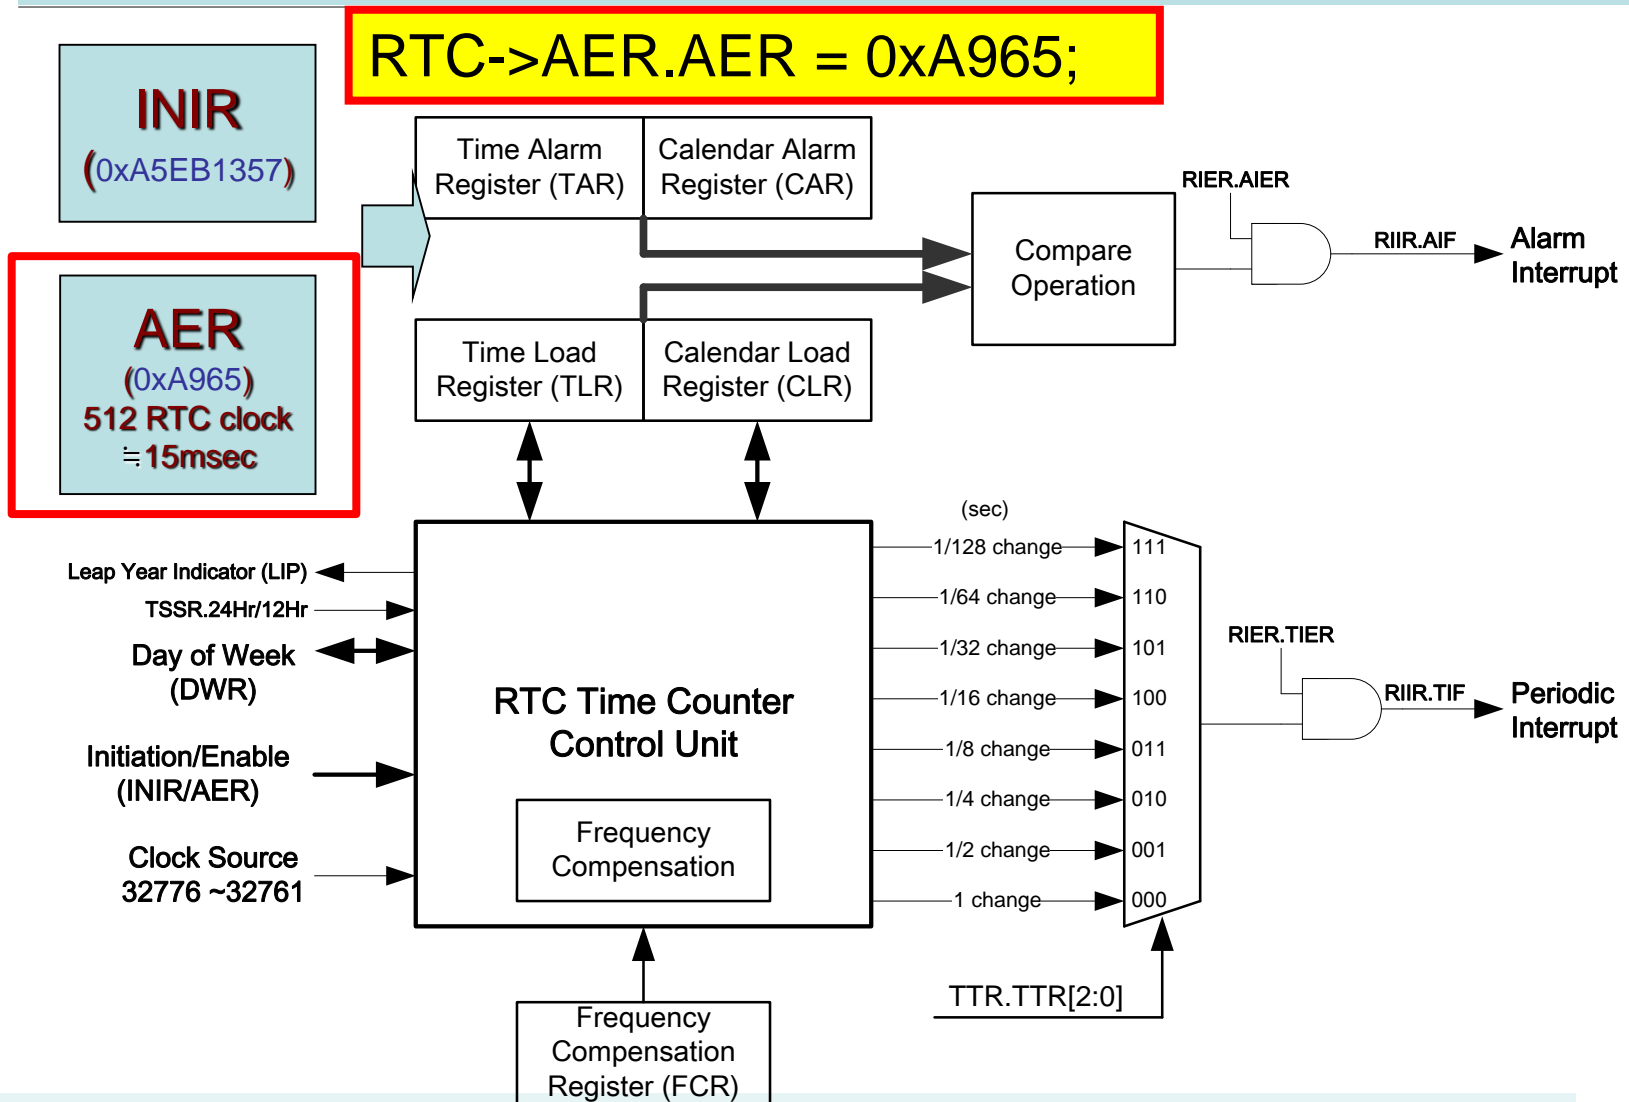 RTC->AER.AER = 0xA965;
INIR
(0xA5EB1357)
AER
(0xA965)
512 RTC clock
≒15msec
Time Alarm
Register (TAR)
Calendar Alarm
Register (CAR)
Compare
Operation
RIER.AIER
RIIR.AIF
Alarm
Interrupt
Time Load
Register (TLR)
Calendar Load
Register (CLR)
Leap Year Indicator (LIP)
TSSR.24Hr/12Hr
Day of Week
(DWR)
Initiation/Enable
(INIR/AER)
Clock Source
32776 ~32761
RTC Time Counter
Control Unit
Frequency
Compensation
Frequency
Compensation
Register (FCR)
(sec)
1/128 change 111
1/64 change 110
1/32 change 101
1/16 change 100
1/8 change 011
1/4 change 010
1/2 change 001
1 change 000
TTR.TTR[2:0]
RIER.TIER
RIIR.TIF
Periodic
Interrupt